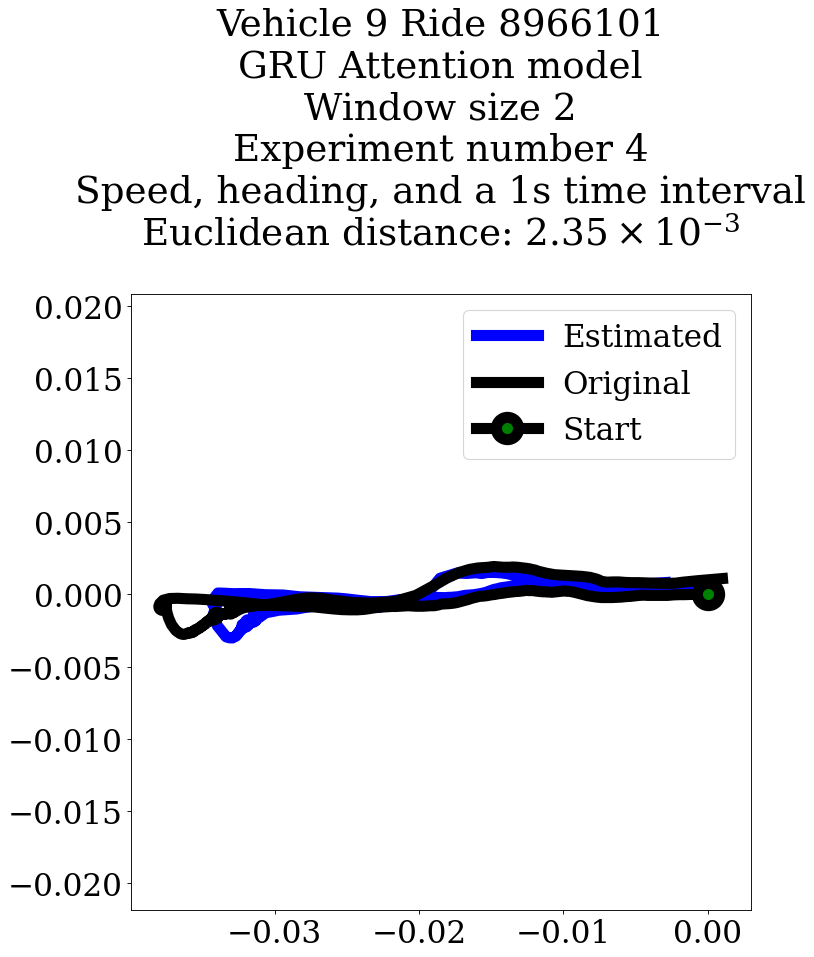 Vehicle 9 Ride 8966101
GRU Attention model
Window size 2
Experiment number 4
Speed, heading, and a 1s time interval
Euclidean distance: 2.35 × 10⁻³
Estimated
Original
Start
0.020
0.015
0.010
0.005
0.000
−0.005
−0.010
−0.015
−0.020
−0.03
−0.02
−0.01
0.00